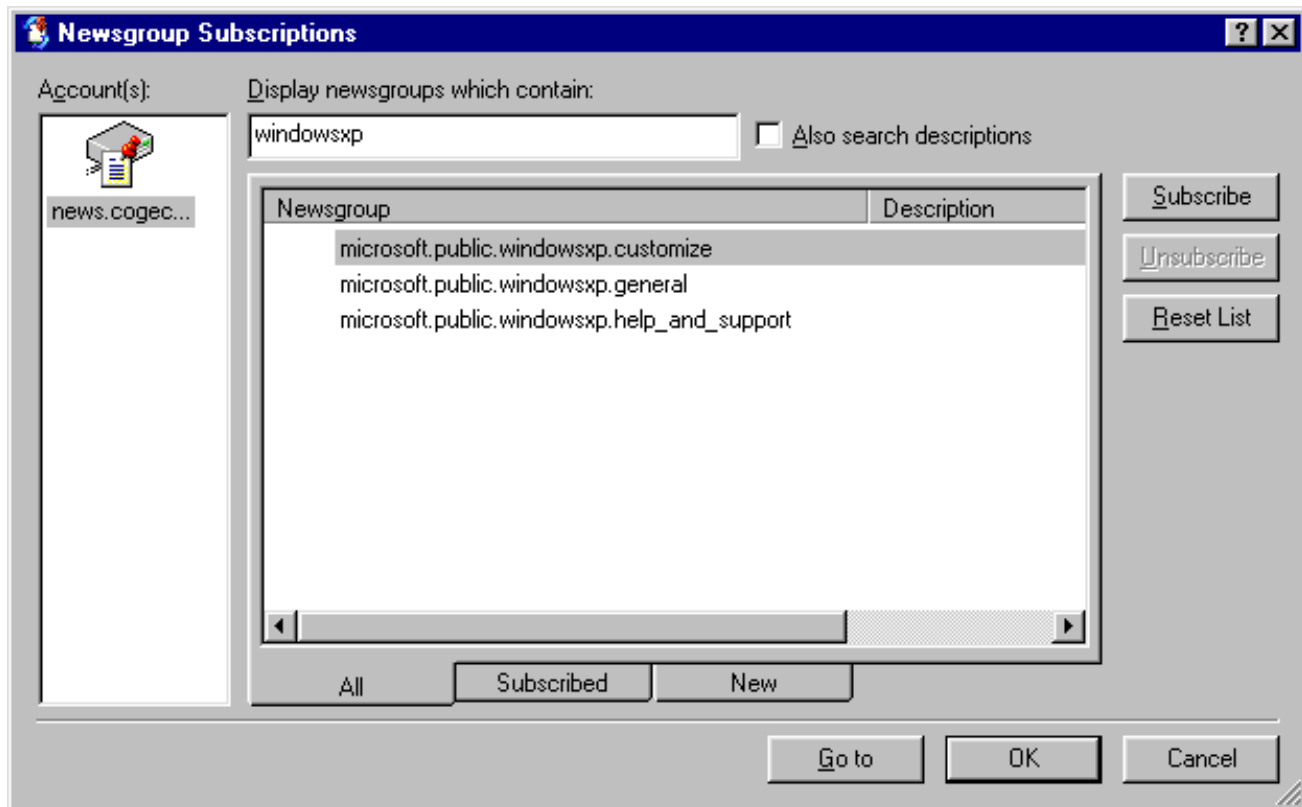 Newsgroup Subscriptions
Account(s):
Display newsgroups which contain:
windowsxp
Also search descriptions
news.cogec...
Newsgroup Description
microsoft.public.windowsxp.customize
microsoft.public.windowsxp.general
microsoft.public.windowsxp.help_and_support
Subscribe
Unsubscribe
Reset List
All Subscribed New
Go to OK Cancel